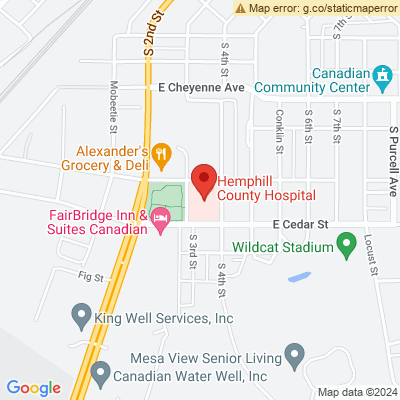 Map error: g.co/staticmaperror
S 2nd St
S 4th St
S 7th St
Mobeetie St
E Cheyenne Ave
Canadian
Community Center
Conklin St
S 6th St
S 7th St
S Purcell Ave
Alexander's
Grocery & Deli
Hemphill
County Hospital
FairBridge Inn &
Suites Canadian
E Cedar St
S 3rd St
Wildcat Stadium
Locust St
S 4th St
Fig St
King Well Services, Inc
Mesa View Senior Living
Canadian Water Well, Inc
Google
Map data ©2024